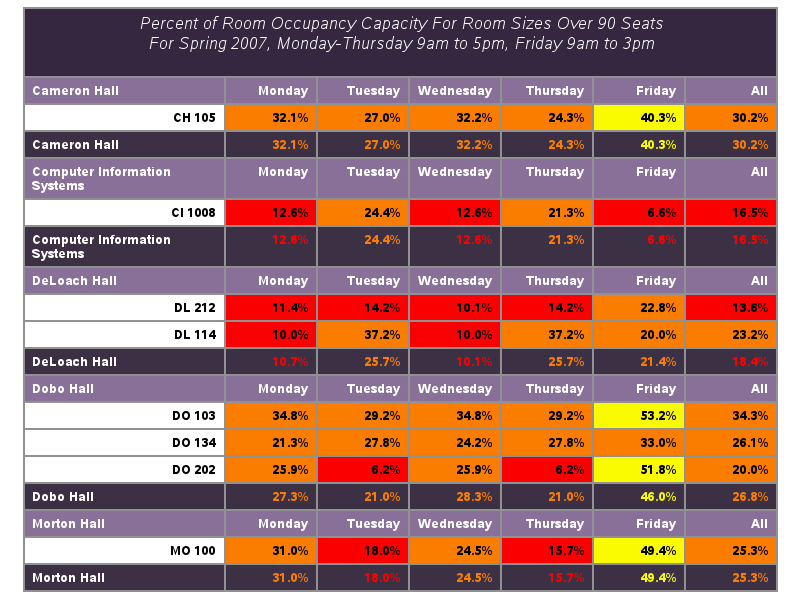 Percent of Room Occupancy Capacity For Room Sizes Over 90 Seats
For Spring 2007, Monday-Thursday 9am to 5pm, Friday 9am to 3pm
Cameron Hall Monday Tuesday Wednesday Thursday Friday All
CH 105 32.1% 27.0% 32.2% 24.3% 40.3% 30.2%
Cameron Hall 32.1% 27.0% 32.2% 24.3% 40.3% 30.2%
Computer Information Monday Tuesday Wednesday Thursday Friday All
Systems
CI 1008 12.6% 24.4% 12.6% 21.3% 6.6% 16.5%
Computer Information 12.6% 24.4% 12.6% 21.3% 6.6% 16.5%
Systems
DeLoach Hall Monday Tuesday Wednesday Thursday Friday All
DL 212 11.4% 14.2% 10.1% 14.2% 22.8% 13.6%
DL 114 10.0% 37.2% 10.0% 37.2% 20.0% 23.2%
DeLoach Hall 10.7% 25.7% 10.1% 25.7% 21.4% 18.4%
Dobo Hall Monday Tuesday Wednesday Thursday Friday All
DO 103 34.8% 29.2% 34.8% 29.2% 53.2% 34.3%
DO 134 21.3% 27.8% 24.2% 27.8% 33.0% 26.1%
DO 202 25.9% 6.2% 25.9% 6.2% 51.8% 20.0%
Dobo Hall 27.3% 21.0% 28.3% 21.0% 46.0% 26.8%
Morton Hall Monday Tuesday Wednesday Thursday Friday All
MO 100 31.0% 18.0% 24.5% 15.7% 49.4% 25.3%
Morton Hall 31.0% 18.0% 24.5% 15.7% 49.4% 25.3%